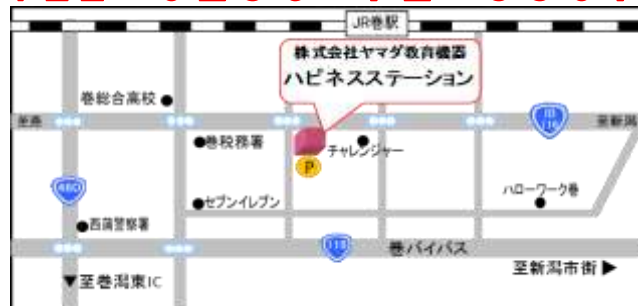 JR巻駅
株式会社ヤマダ教育機器
ハピネスステーション
巻総合高校
至新潟
巻税務署
チャレンジャー
P
460
セブンイレブン
ハローワーク巻
西蒲警察署
116
巻バイパス
至新潟市街▶
▼至巻潟東IC